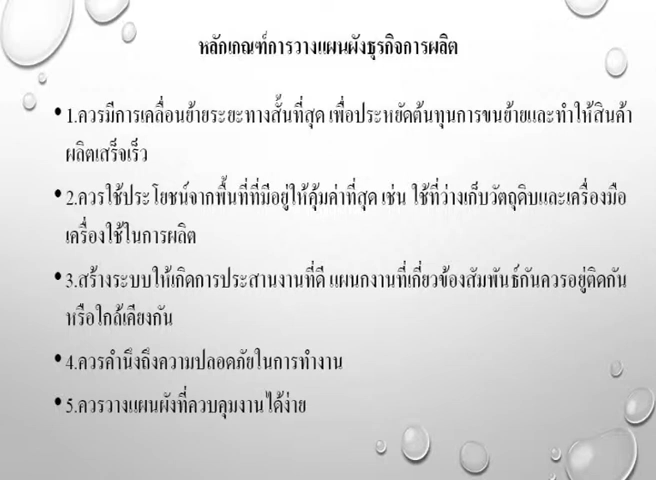 หลักเกณฑ์การวางแผนผังธุรกิจการผลิต
•1.ควรมีการเคลื่อนย้ายระยะทางสั้นที่สุด เพื่อประหยัดต้นทุนการขนย้ายและทำให้สินค้า
ผลิตเสร็จเร็ว
•2.ควรใช้ประโยชน์จากพื้นที่ที่มีอยู่ให้คุ้มค่าที่สุด เช่น ใช้ที่ว่างเก็บวัตถุดิบและเครื่องมือ
เครื่องใช้ในการผลิต
•3.สร้างระบบให้เกิดการประสานงานที่ดี แผนกงานที่เกี่ยวข้องสัมพันธ์กันควรอยู่ติดกัน
หรือใกล้เคียงกัน
•4.ควรคำนึงถึงความปลอดภัยในการทำงาน
•5.ควรวางแผนผังที่ควบคุมงานได้ง่าย